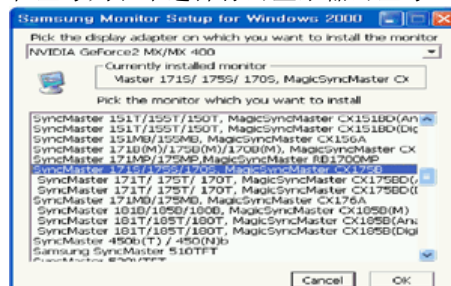 Samsung Monitor Setup for Windows 2000
Pick the display adapter on which you want to install the monitor
NVIDIA GeForce2 MX/MX 400
Currently installed monitor
Master 171S/ 175S/ 170S, MagicSyncMaster CX
Pick the monitor which you want to install
SyncMaster 151T/155T/150T, MagicSyncMaster CX151BD(An
SyncMaster 151T/155T/150T, MagicSyncMaster CX151BD(Dig
SyncMaster 151MB/155MB, MagicSyncMaster CX156A
SyncMaster 171B(M)/175B(M)/170B(M), MagicSyncMaster CX
SyncMaster 171MP/175MP,MagicSyncMaster RB1700MP
SyncMaster 171S/175S/170S, MagicSyncMaster CX175B
SyncMaster 171T/ 175T/ 170T, MagicSyncMaster CX175BD(
SyncMaster 171T/ 175T/ 170T, MagicSyncMaster CX175BD(
SyncMaster 171MB/175MB, MagicSyncMaster CX176A
SyncMaster 181B/185B/180B, MagicSyncMaster CX185B(M)
SyncMaster 181T/185T/180T, MagicSyncMaster CX185B(Ana
SyncMaster 181T/185T/180T, MagicSyncMaster CX185B(Digi
SyncMaster 450b(T) / 450(N)b
Samsung SyncMaster 510TFT
Cancel OK